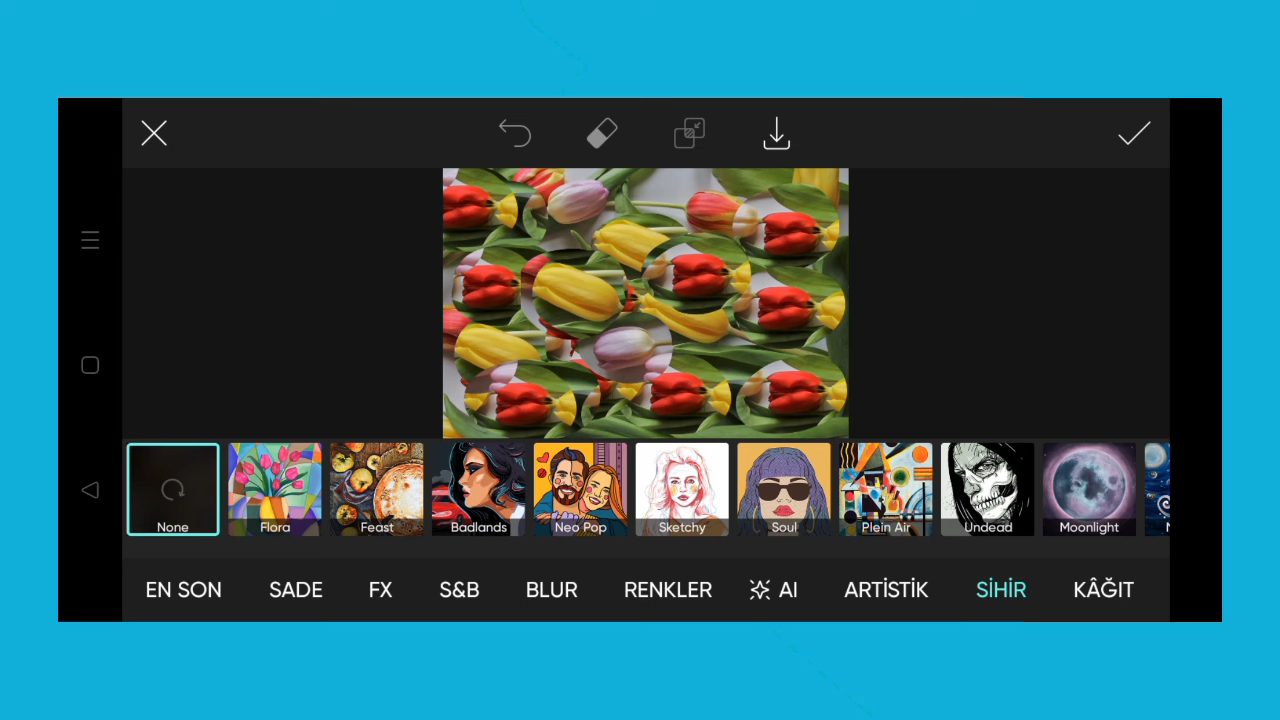 None Flora Feast Badlands Neo Pop Sketchy Soul Plein Air Undead Moonlight
EN SON SADE FX S&B BLUR RENKLER AI ARTİSTİK SİHİR KÂĞIT